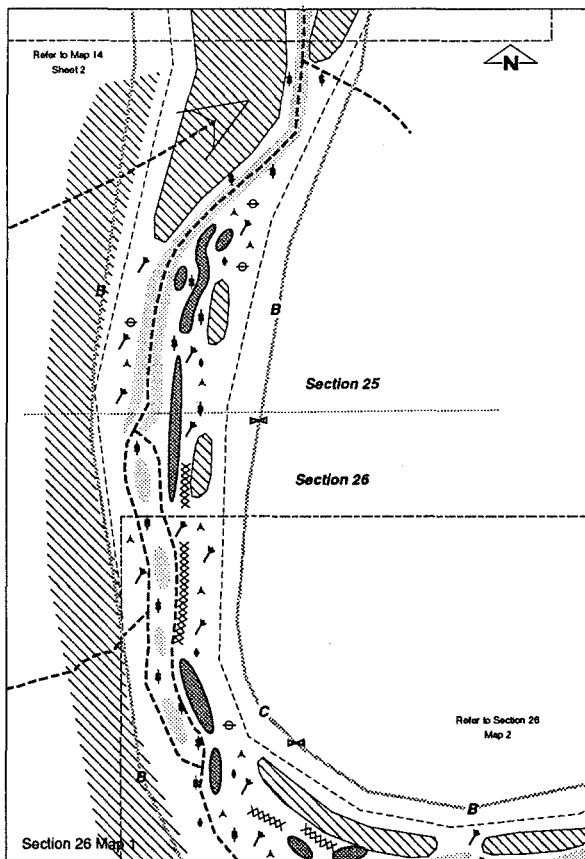 Refer to Map 14
Sheet 2
N
B
B
Section 25
Section 26
C
Refer to Section 26
Map 2
B
B
Section 26 Map 1